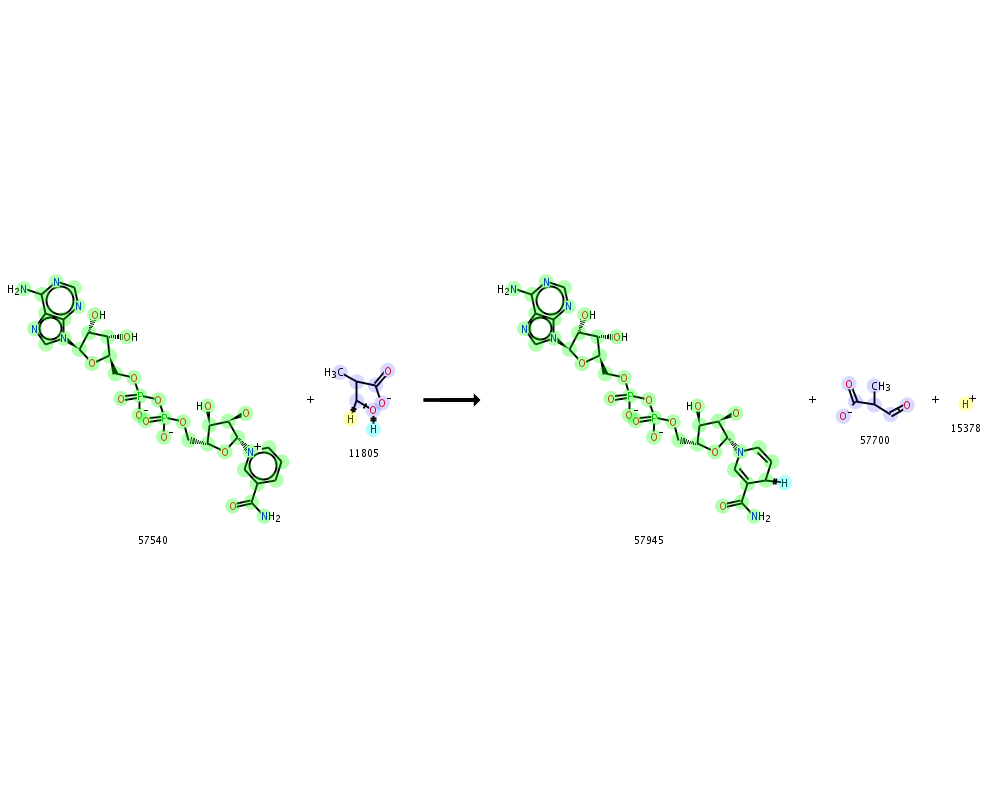 H₂N N N N N N OH OH O O P O O⁻ O P O O⁻ O HO O O N⁺ O NH₂
57540
+
H₃C O O⁻ O H H
11805
H₂N N N N N N OH OH O O P O O⁻ O P O O⁻ O HO O O N H O NH₂
57945
+
O O⁻ CH₃ O
57700
+
H⁺
15378